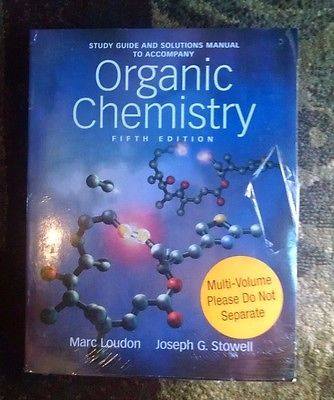 STUDY GUIDE AND SOLUTIONS MANUAL
TO ACCOMPANY
Organic
Chemistry
FIFTH EDITION
Multi-Volume
Please Do Not
Separate
Marc Loudon Joseph G. Stowell